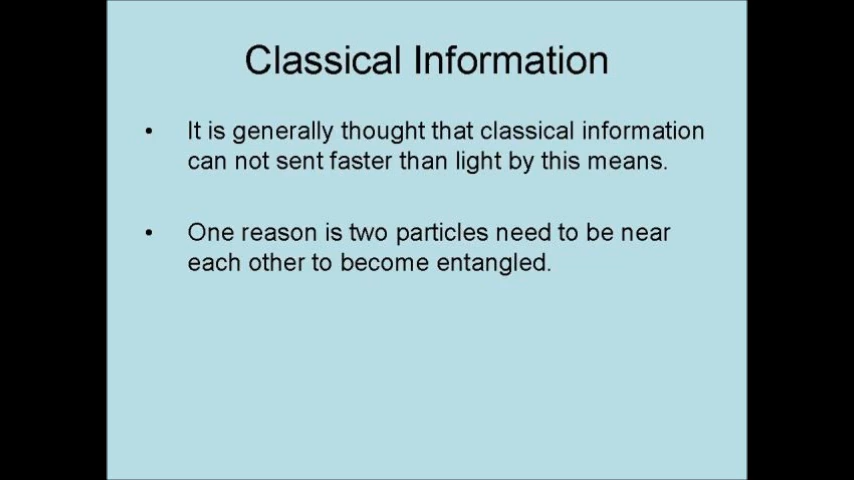 Classical Information
• It is generally thought that classical information
can not sent faster than light by this means.
• One reason is two particles need to be near
each other to become entangled.